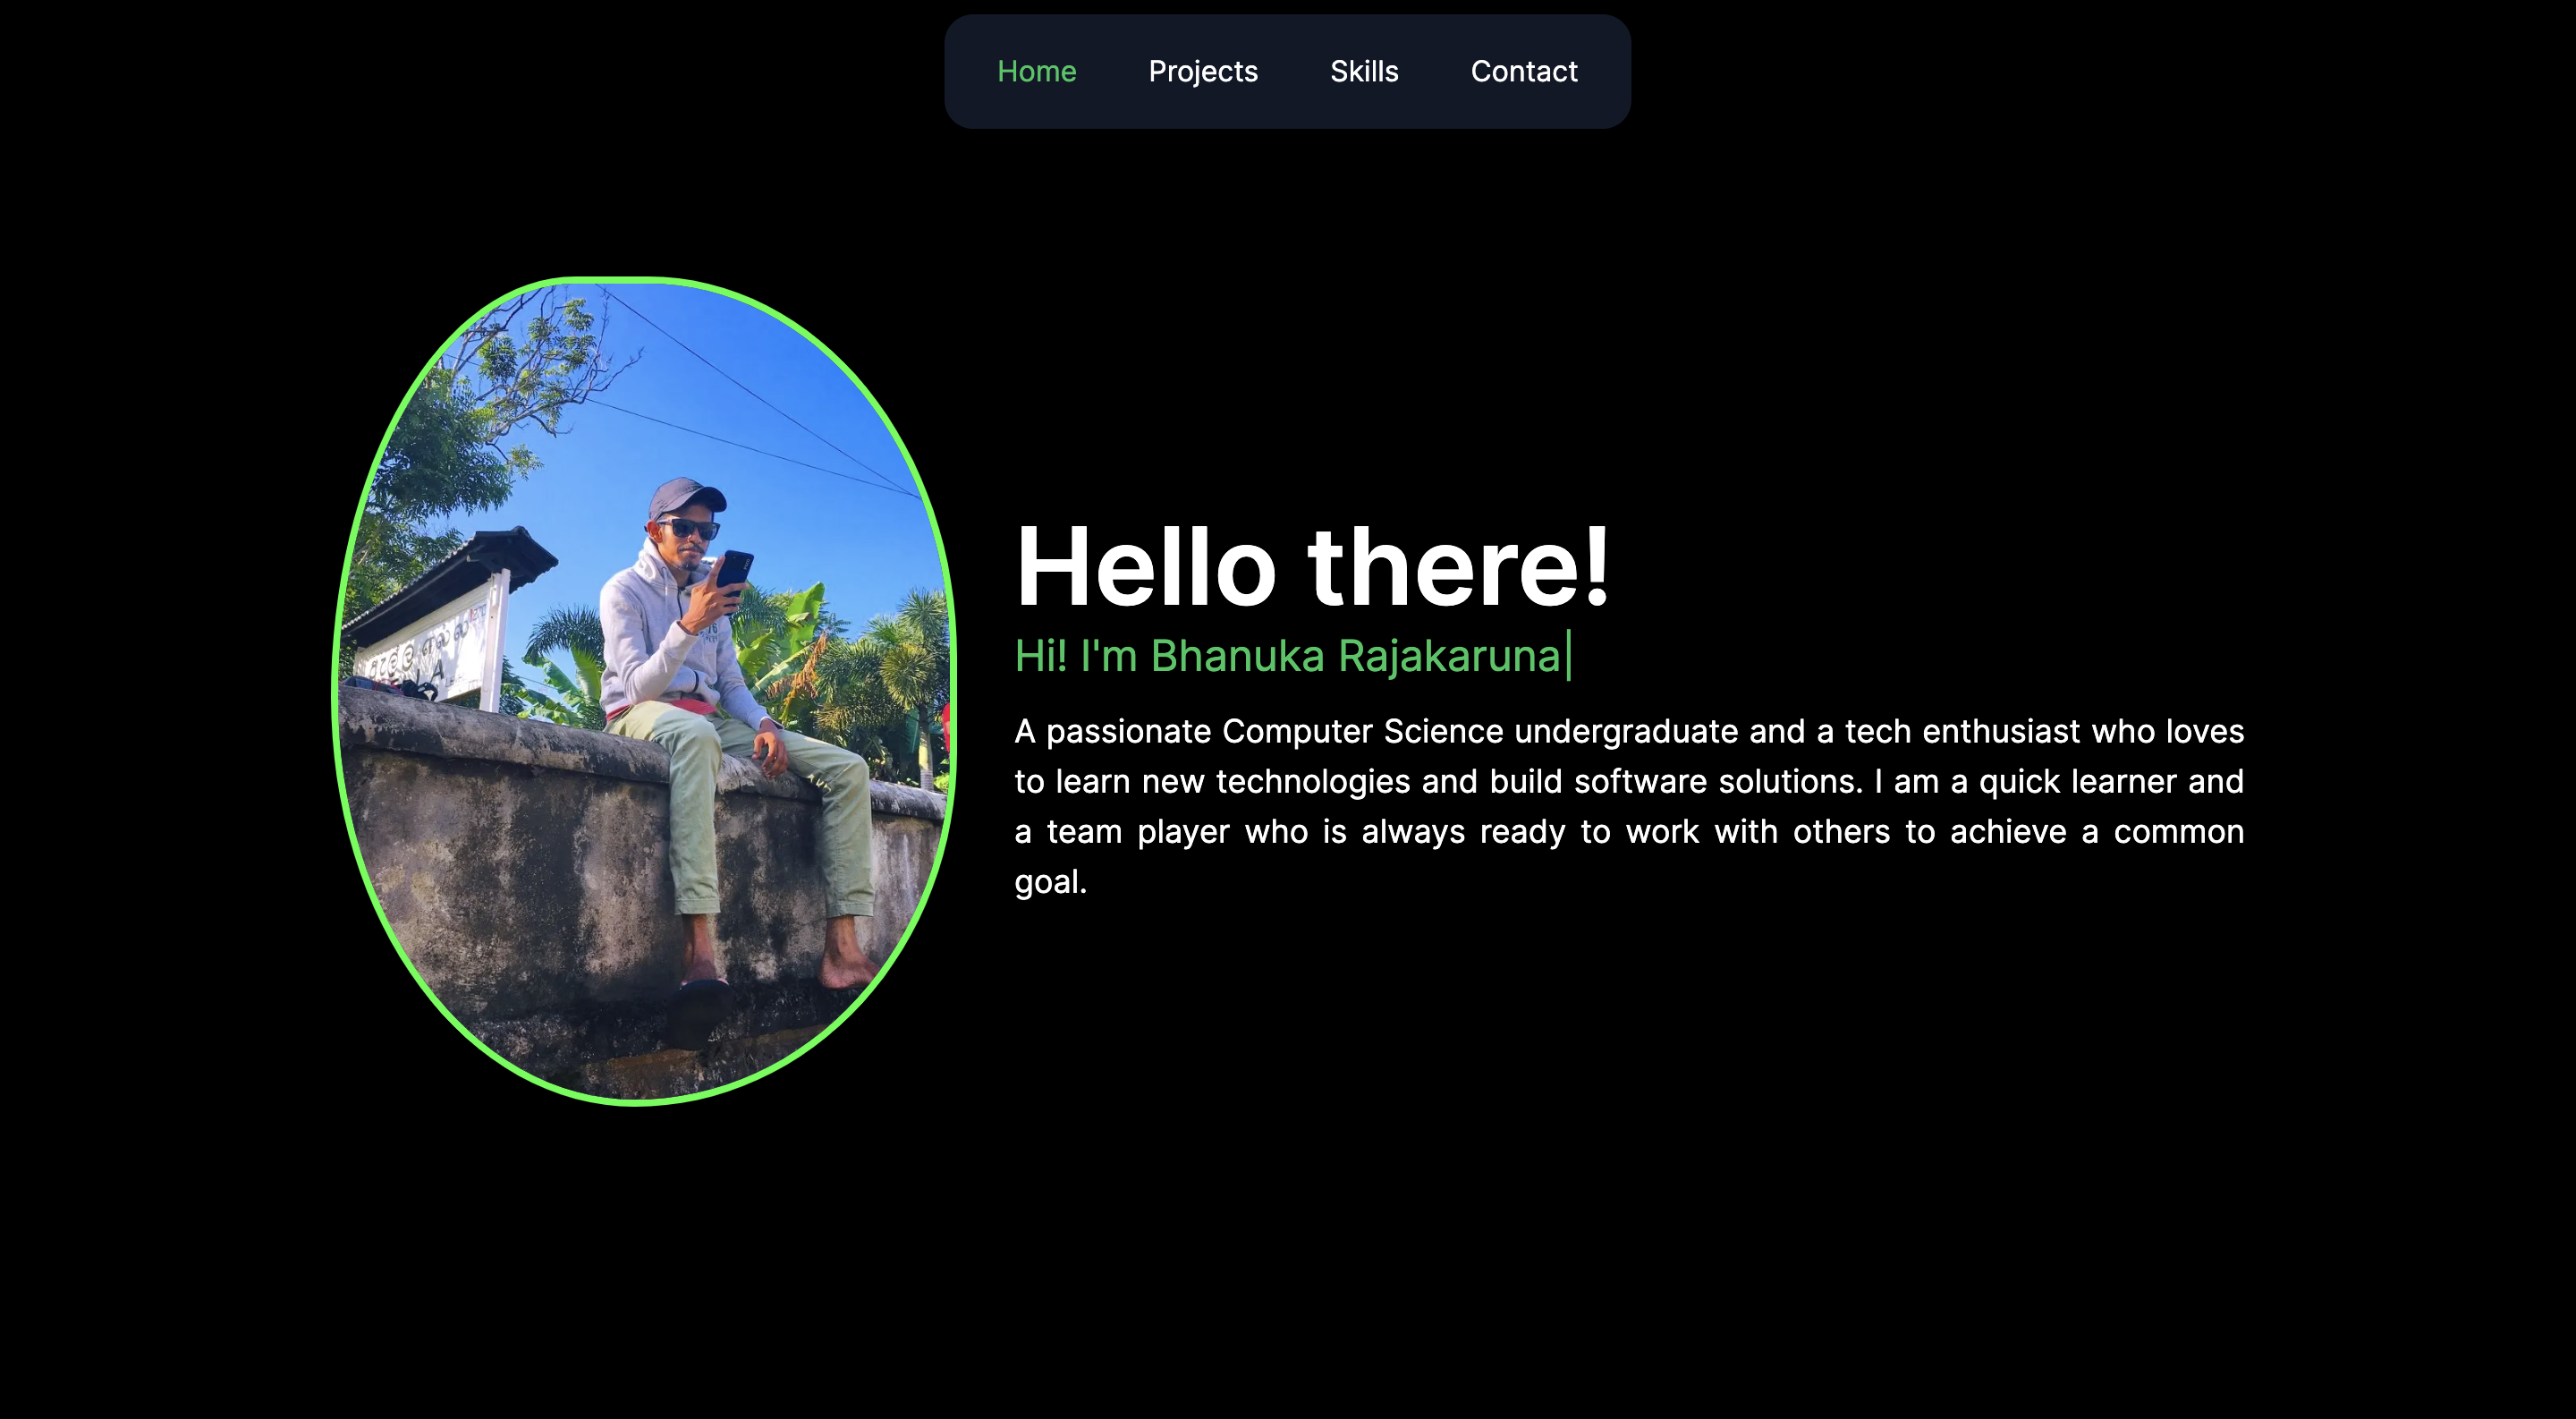 Home Projects Skills Contact
Hello there!
Hi! I'm Bhanuka Rajakaruna
A passionate Computer Science undergraduate and a tech enthusiast who loves
to learn new technologies and build software solutions. I am a quick learner and
a team player who is always ready to work with others to achieve a common
goal.